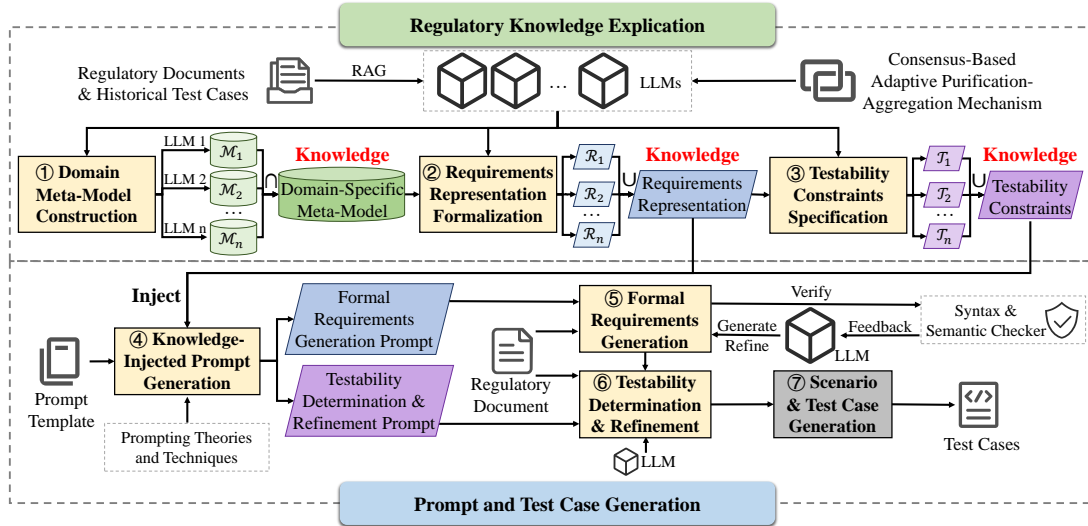 Regulatory Knowledge Explication
Regulatory Documents
& Historical Test Cases
RAG
...
LLMs
Consensus-Based
Adaptive Purification-
Aggregation Mechanism
① Domain
Meta-Model
Construction
LLM 1
LLM 2
...
LLM n
ℳ1
ℳ2
ℳn
∩
Knowledge
Domain-Specific
Meta-Model
② Requirements
Representation
Formalization
ℛ1
ℛ2
...
ℛn
∪
Knowledge
Requirements
Representation
③ Testability
Constraints
Specification
𝒯1
𝒯2
...
𝒯n
∪
Knowledge
Testability
Constraints
Inject
Prompt
Template
④ Knowledge-
Injected Prompt
Generation
Prompting Theories
and Techniques
Formal
Requirements
Generation Prompt
Testability
Determination &
Refinement Prompt
Regulatory
Document
⑤ Formal
Requirements
Generation
Verify
Generate
Refine
LLM
Feedback
Syntax &
Semantic Checker
⑥ Testability
Determination
& Refinement
LLM
⑦ Scenario
& Test Case
Generation
Test Cases
Prompt and Test Case Generation